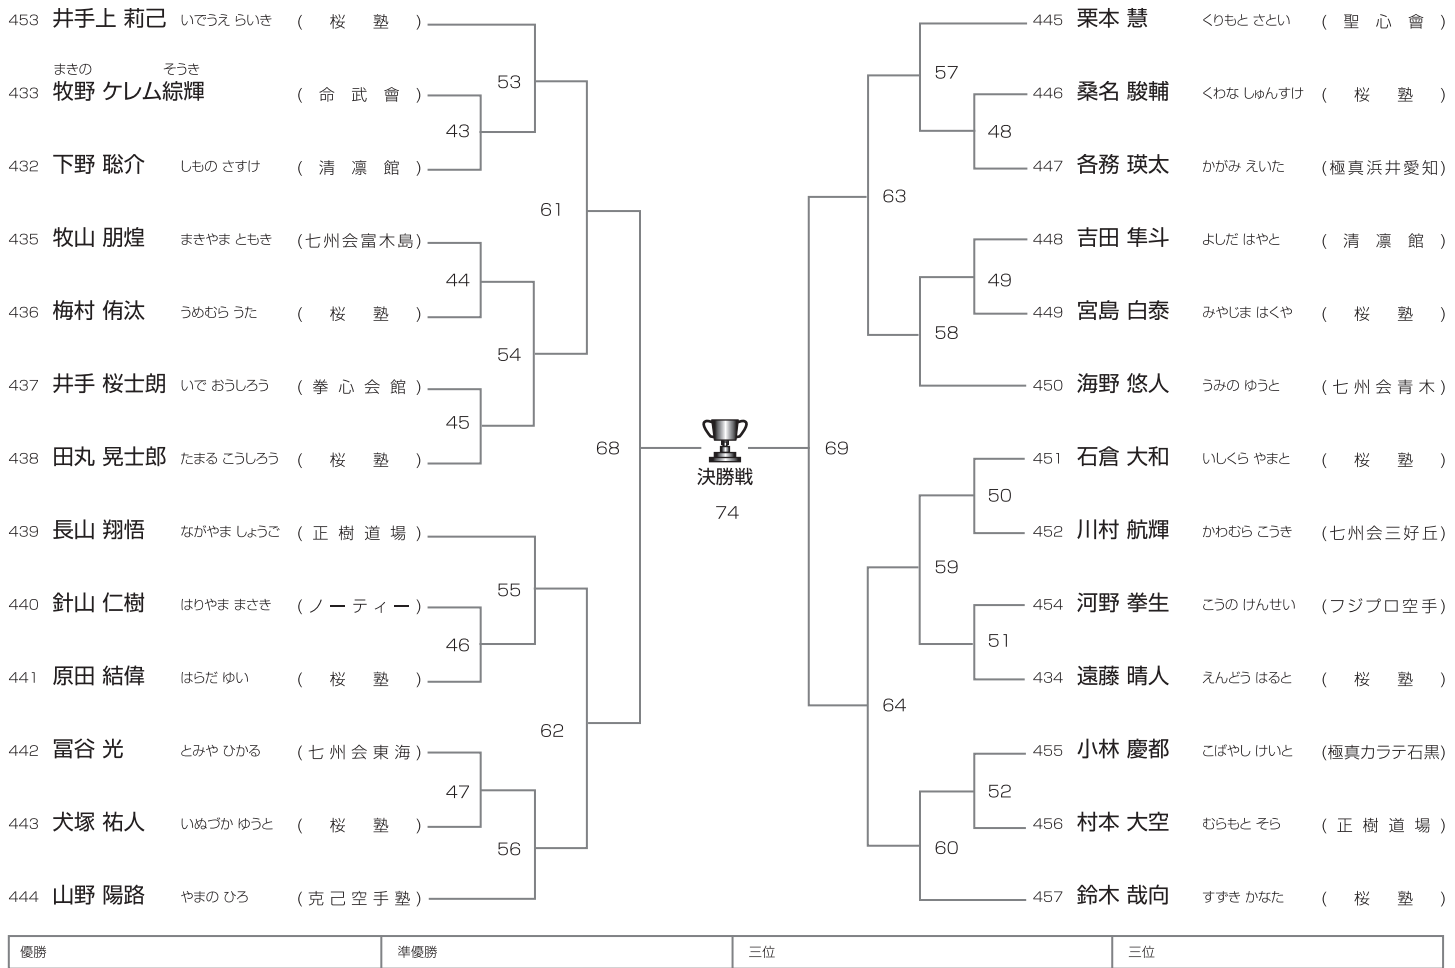 453 井手上 莉己 いでうえ らいき ( 桜 塾 )
まきの そうき
433 牧野 ケレム綜輝 ( 命 武 會 )
432 下野 聡介 しもの さすけ ( 清 凛 館 )
435 牧山 朋煌 まきやま ともき (七州会富木島)
436 梅村 侑汰 うめむら うた ( 桜 塾 )
437 井手 桜士朗 いで おうしろう ( 拳 心 会 館 )
438 田丸 晃士郎 たまる こうしろう ( 桜 塾 )
439 長山 翔悟 ながやま しょうご ( 正 樹 道 場 )
440 針山 仁樹 はりやま まさき ( ノ ー テ ィ ー )
441 原田 結偉 はらだ ゆい ( 桜 塾 )
442 冨谷 光 とみや ひかる ( 七 州 会 東 海 )
443 犬塚 祐人 いぬづか ゆうと ( 桜 塾 )
444 山野 陽路 やまの ひろ ( 克 己 空 手 塾 )
53
43
61
44
54
45
68
55
46
62
47
56
決勝戦
74
445 栗本 慧 くりもと さとい ( 聖 心 會 )
446 桑名 駿輔 くわな しゅんすけ ( 桜 塾 )
447 各務 瑛太 かがみ えいた (極真浜井愛知)
448 吉田 隼斗 よしだ はやと ( 清 凛 館 )
449 宮島 白泰 みやじま はくや ( 桜 塾 )
450 海野 悠人 うみの ゆうと ( 七 州 会 青 木 )
451 石倉 大和 いしくら やまと ( 桜 塾 )
452 川村 航輝 かわむら こうき (七州会三好丘)
454 河野 拳生 こうの けんせい (フジプロ空手)
434 遠藤 晴人 えんどう はると ( 桜 塾 )
455 小林 慶都 こばやし けいと (極真カラテ石黒)
456 村本 大空 むらもと そら ( 正 樹 道 場 )
457 鈴木 哉向 すずき かなた ( 桜 塾 )
57
48
63
49
58
69
50
59
51
64
52
60
優勝 準優勝 三位 三位